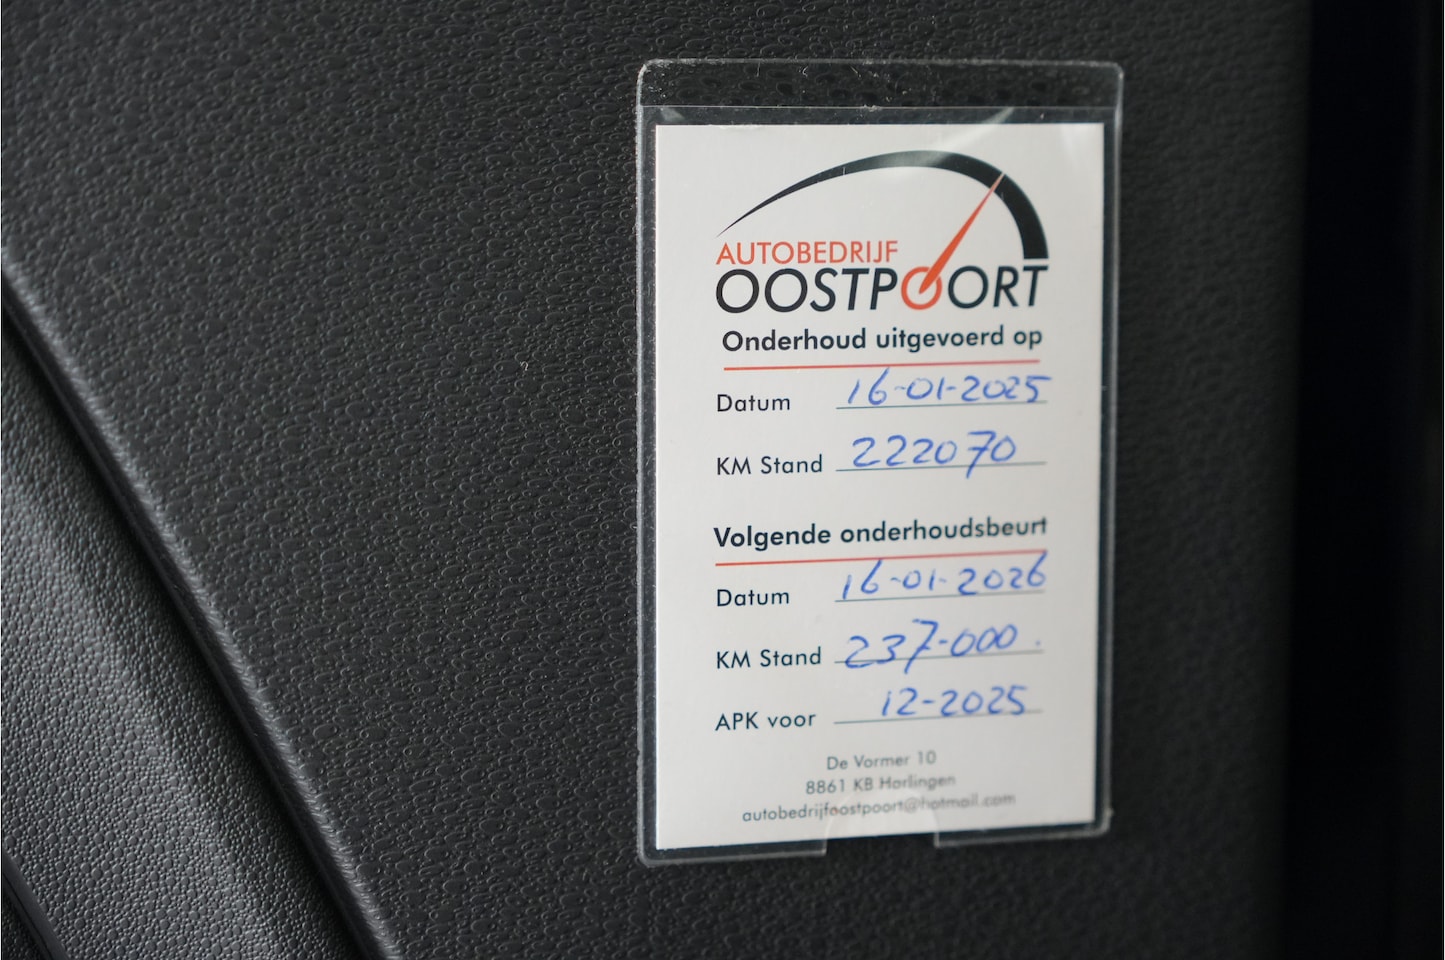 AUTOBEDRIJF
OOSTPOORT
Onderhoud uitgevoerd op
Datum 16-01-2025
KM Stand 222070
Volgende onderhoudsbeurt
Datum 16-01-2026
KM Stand 237-000.
APK voor 12-2025
De Vormer 10
8861 KB Harlingen
autobedrijfoostpoort@hotmail.com